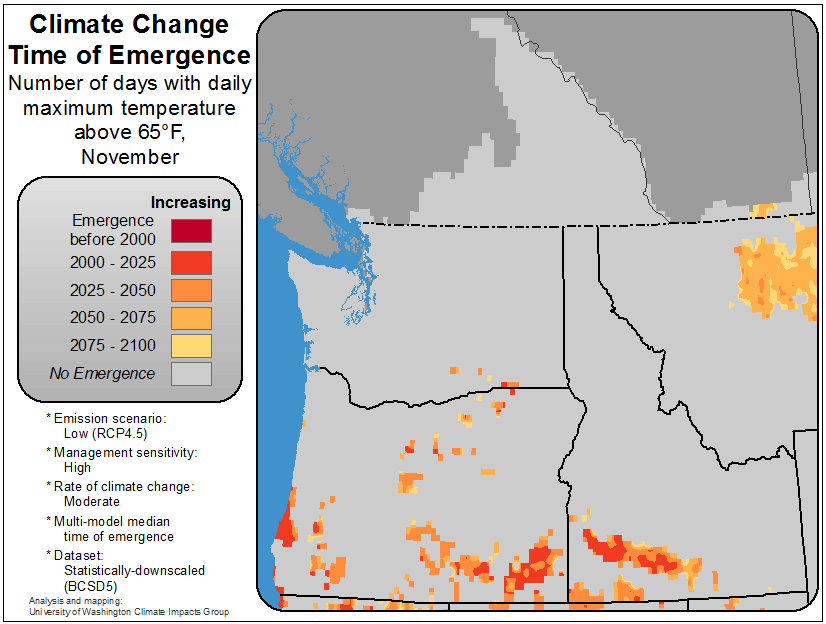 Climate Change
Time of Emergence
Number of days with daily
maximum temperature
above 65°F,
November
Increasing
Emergence
before 2000
2000 - 2025
2025 - 2050
2050 - 2075
2075 - 2100
No Emergence
* Emission scenario:
Low (RCP4.5)
* Management sensitivity:
High
* Rate of climate change:
Moderate
* Multi-model median
time of emergence
* Dataset:
Statistically-downscaled
(BCSD5)
Analysis and mapping:
University of Washington Climate Impacts Group